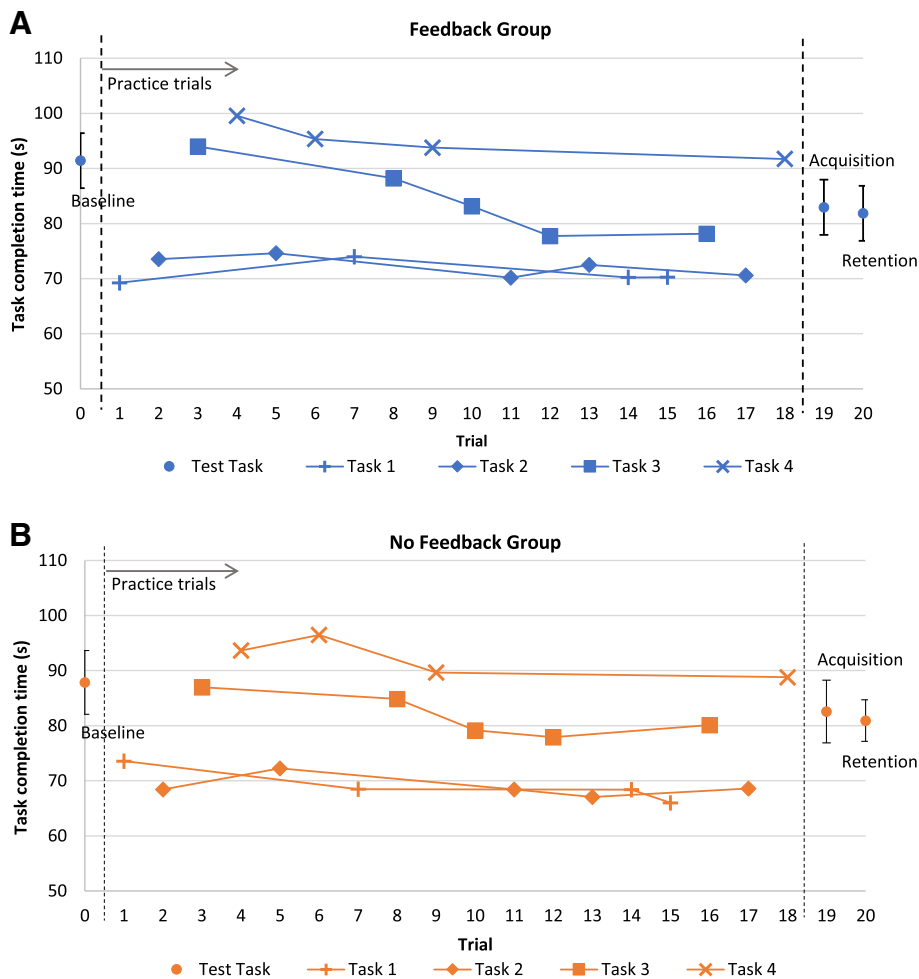 A
Feedback Group
110
Practice trials
100
90
80
70
60
50
Task completion time (s)
Baseline
Acquisition
Retention
0 1 2 3 4 5 6 7 8 9 10 11 12 13 14 15 16 17 18 19 20
Trial
Test Task Task 1 Task 2 Task 3 Task 4
B
No Feedback Group
110
Practice trials
100
90
80
70
60
50
Task completion time (s)
Baseline
Acquisition
Retention
0 1 2 3 4 5 6 7 8 9 10 11 12 13 14 15 16 17 18 19 20
Trial
Test Task Task 1 Task 2 Task 3 Task 4